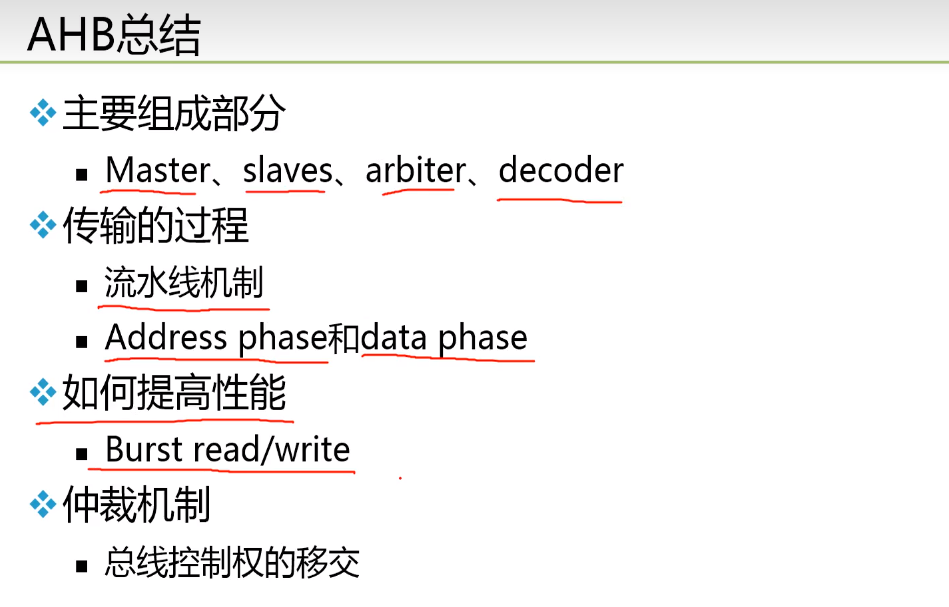 AHB总结
主要组成部分
Master、slaves、arbiter、decoder
传输的过程
流水线机制
Address phase和data phase
如何提高性能
Burst read/write
仲裁机制
总线控制权的移交